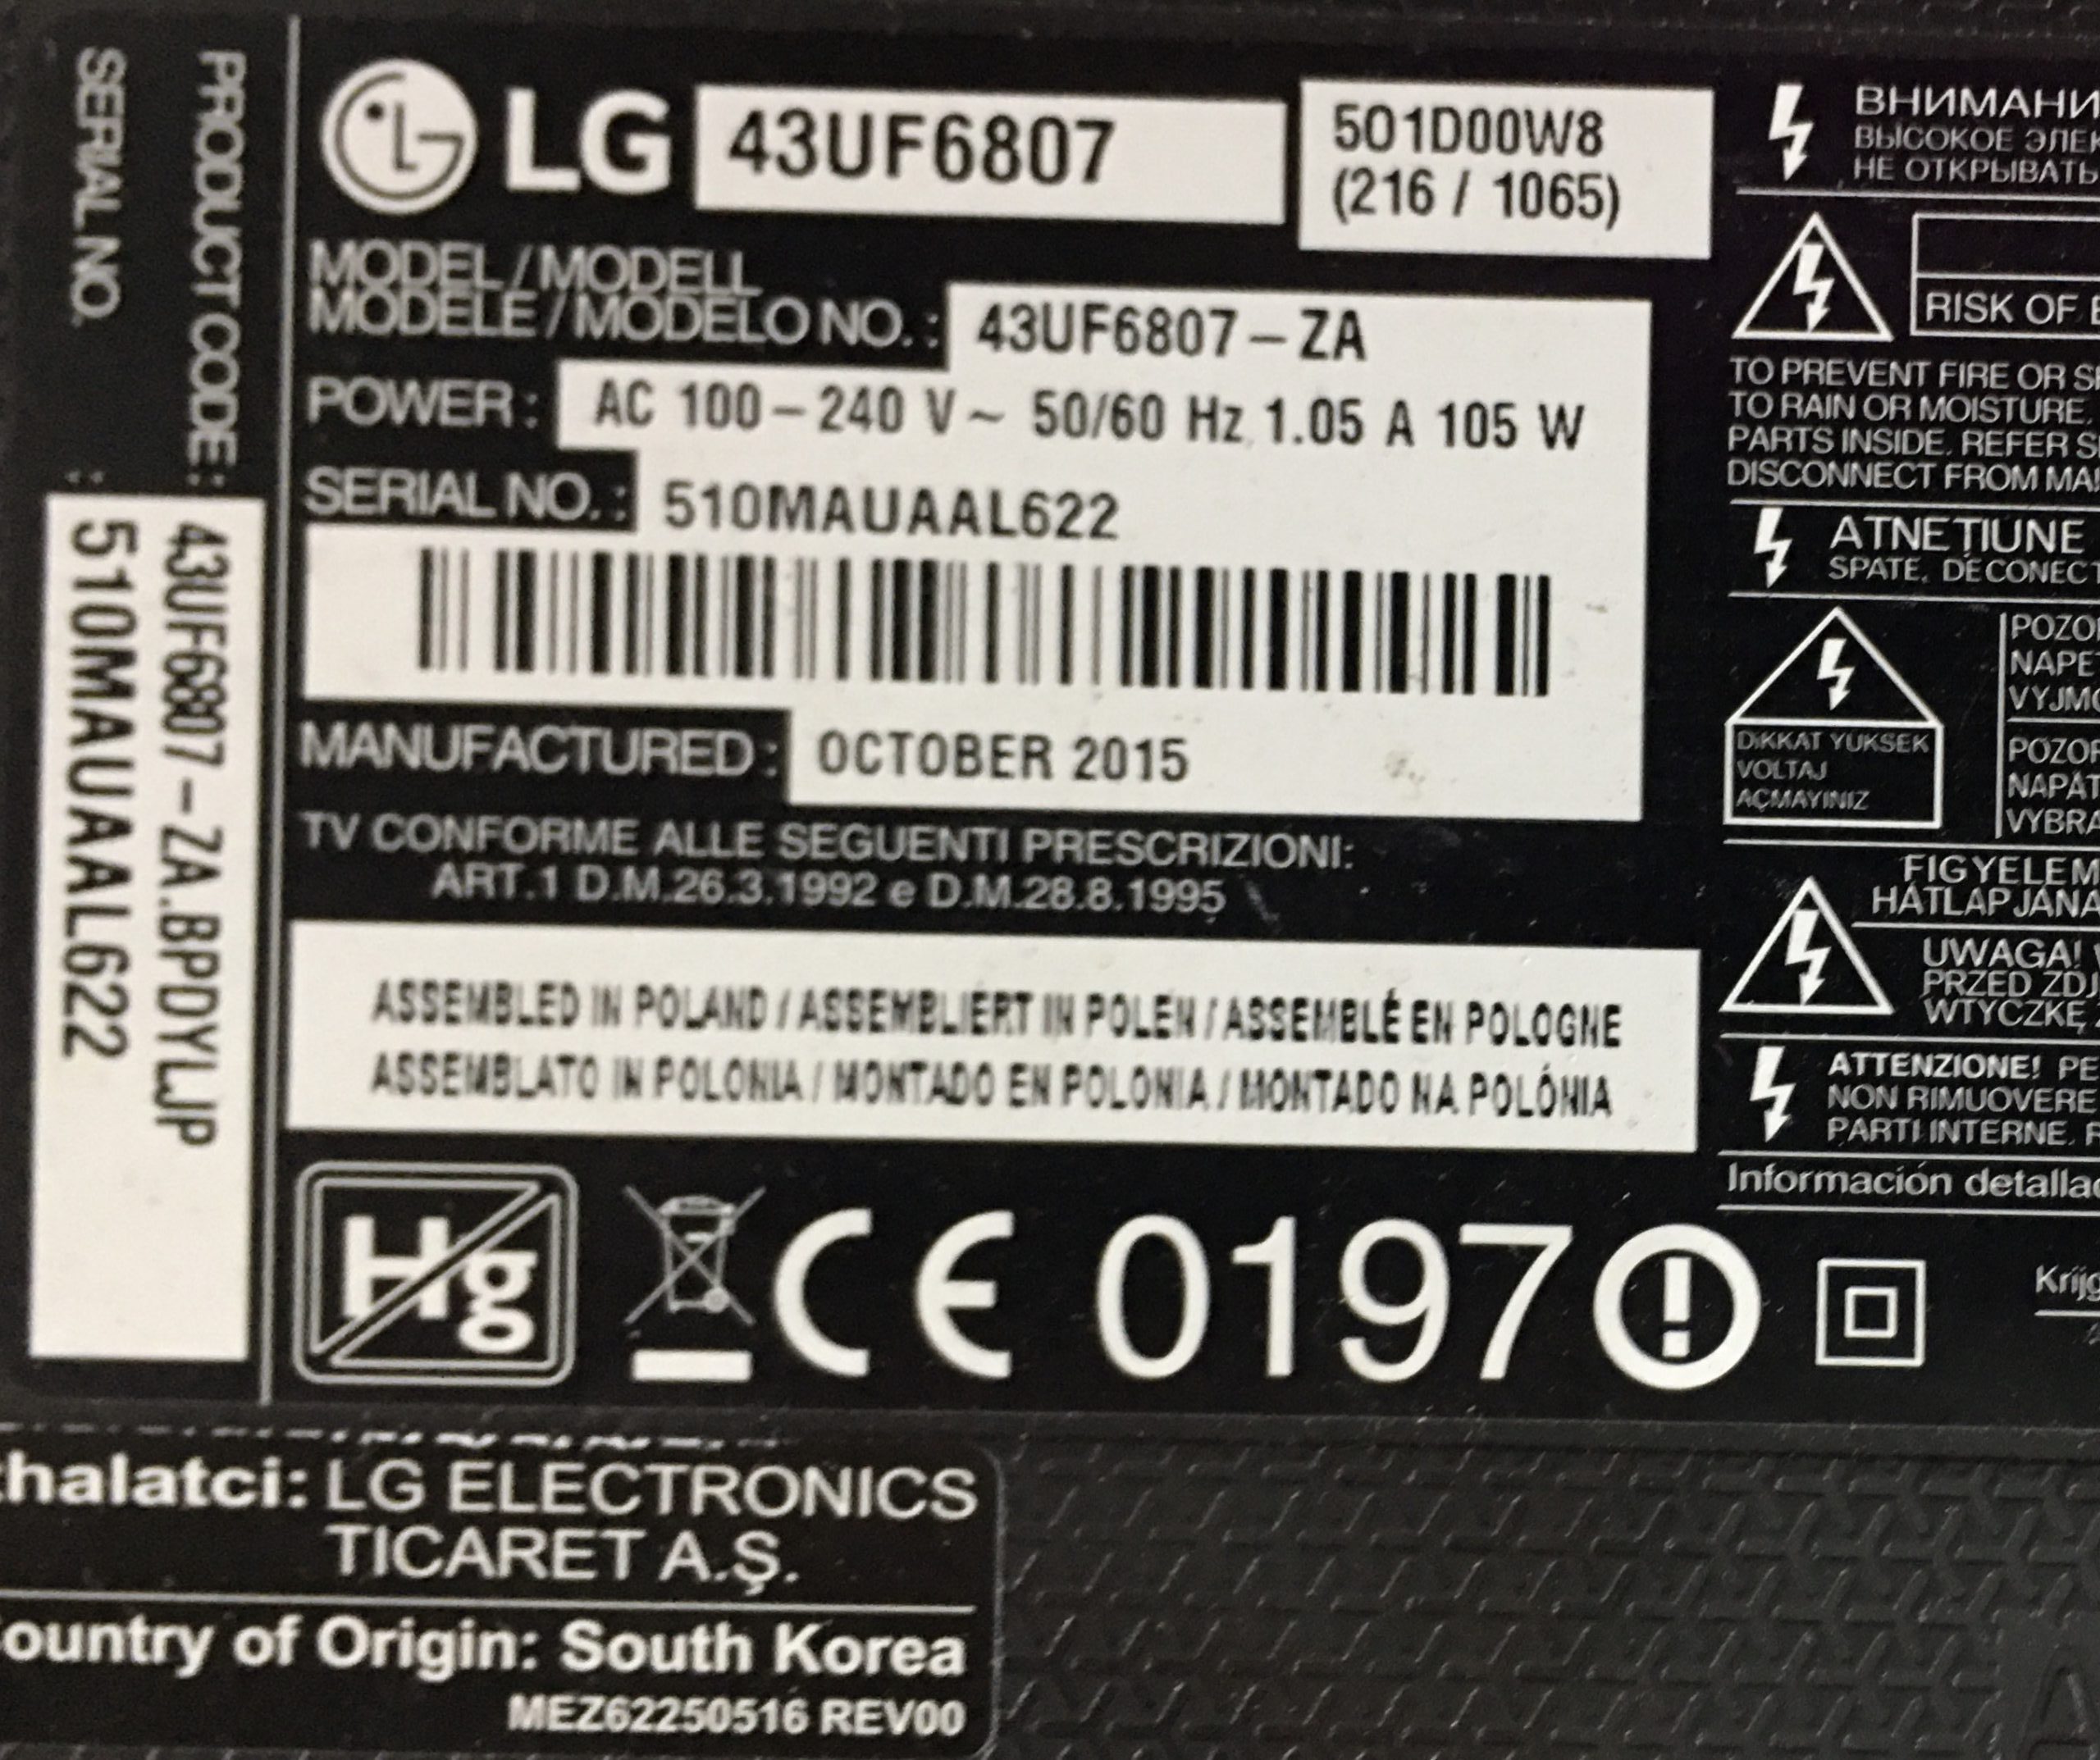 PRODUCT CODE : 43UF6807-ZA.BPDYLJP
SERIAL NO. : 510MAUAAL622
LG 43UF6807
501D00W8
(216 / 1065)
MODEL/MODELL
MODELE/MODELO NO. : 43UF6807-ZA
POWER : AC 100-240 V~ 50/60 Hz 1.05 A 105 W
SERIAL NO. : 510MAUAAL622
MANUFACTURED : OCTOBER 2015
TV CONFORME ALLE SEGUENTI PRESCRIZIONI:
ART.1 D.M.26.3.1992 e D.M.28.8.1995
ASSEMBLED IN POLAND / ASSEMBLIERT IN POLEN / ASSEMBLÉ EN POLOGNE
ASSEMBLATO IN POLONIA / MONTADO EN POLONIA / MONTADO NA POLÓNIA
Hg CE 0197 !
thalatci: LG ELECTRONICS
TICARET A.Ş.
ountry of Origin: South Korea
MEZ62250516 REV00
ВНИМАНИ
ВЫСОКОЕ ЭЛЕК
НЕ ОТКРЫВАТЬ
RISK OF E
TO PREVENT FIRE OR S
TO RAIN OR MOISTURE.
PARTS INSIDE. REFER S
DISCONNECT FROM MA
ATNEȚIUNE
SPATE, DECONECT
DİKKAT YUKSEK
VOLTAJ
AÇMAYINIZ
POZO
NAPE
VYJM
POZOR
NAPÄT
VYBRA
FIGYELEM
HÁTLAPJÁNA
UWAGA!
PRZED ZDJ
WTYCZKĘ
ATTENZIONE! PE
NON RIMUOVERE
PARTI INTERNE. R
Información detallad
Krijg